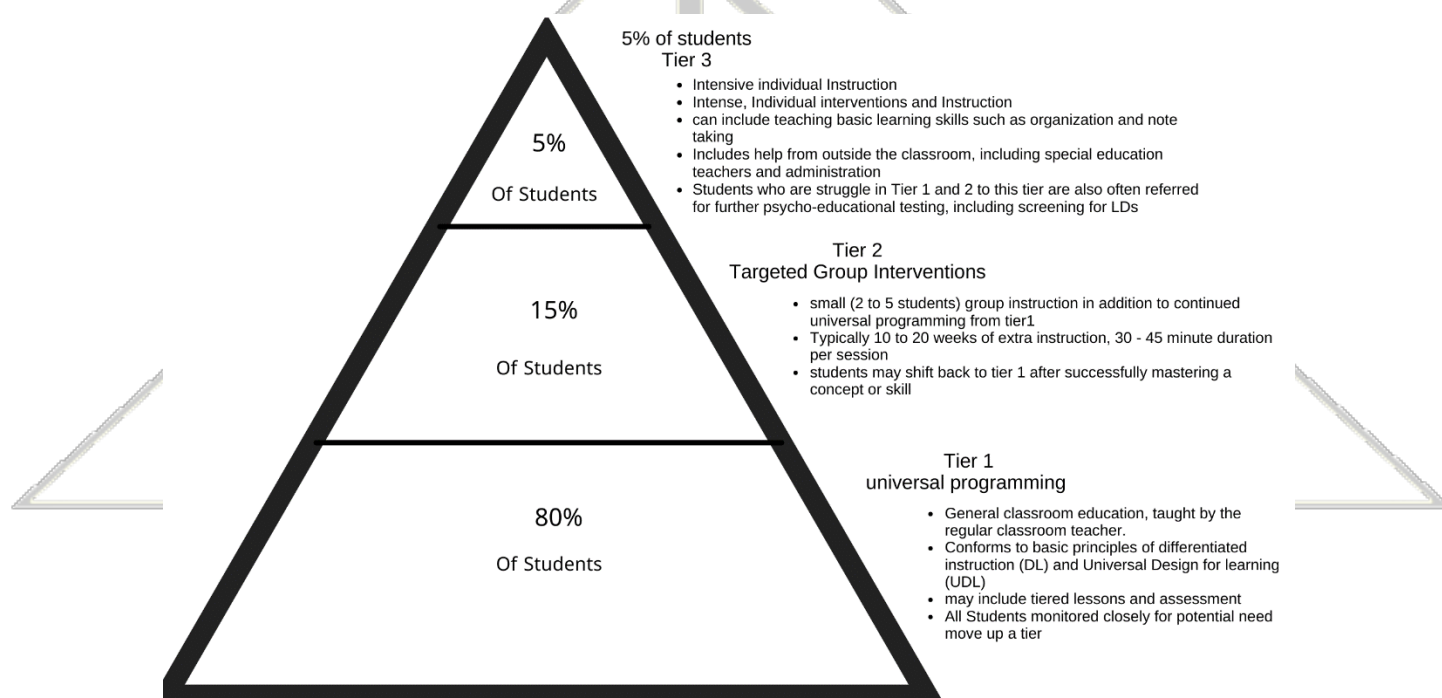 5% of students
Tier 3
• Intensive individual Instruction
• Intense, Individual interventions and Instruction
• can include teaching basic learning skills such as organization and note
taking
• Includes help from outside the classroom, including special education
teachers and administration
• Students who are struggle in Tier 1 and 2 to this tier are also often referred
for further psycho-educational testing, including screening for LDs
5%
Of Students
Tier 2
Targeted Group Interventions
• small (2 to 5 students) group instruction in addition to continued
universal programming from tier1
• Typically 10 to 20 weeks of extra instruction, 30 - 45 minute duration
per session
• students may shift back to tier 1 after successfully mastering a
concept or skill
15%
Of Students
Tier 1
universal programming
• General classroom education, taught by the
regular classroom teacher.
• Conforms to basic principles of differentiated
instruction (DL) and Universal Design for learning
(UDL)
• may include tiered lessons and assessment
• All Students monitored closely for potential need
move up a tier
80%
Of Students